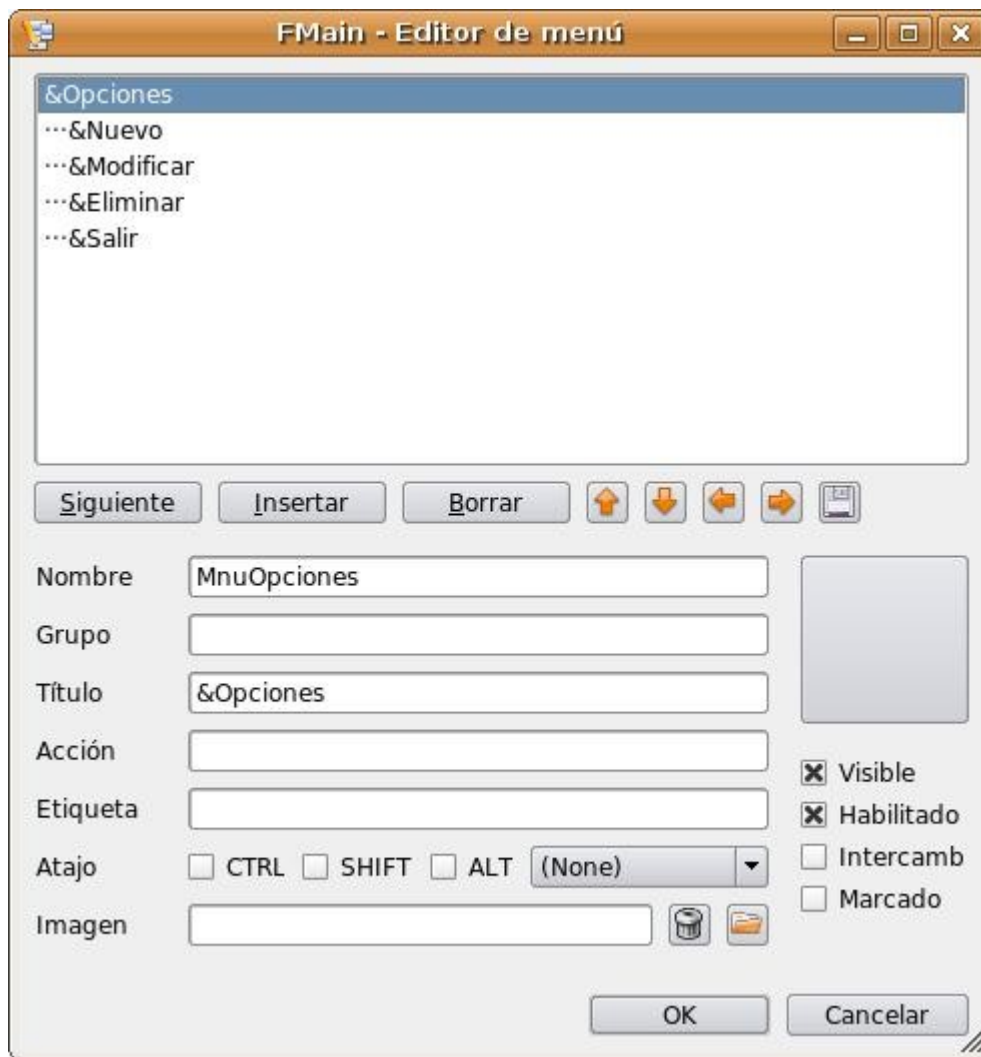 FMain - Editor de menú
&Opciones
···&Nuevo
···&Modificar
···&Eliminar
···&Salir
Siguiente Insertar Borrar
Nombre MnuOpciones
Grupo
Título &Opciones
Acción
Etiqueta
Atajo CTRL SHIFT ALT (None)
Imagen
Visible
Habilitado
Intercamb
Marcado
OK Cancelar